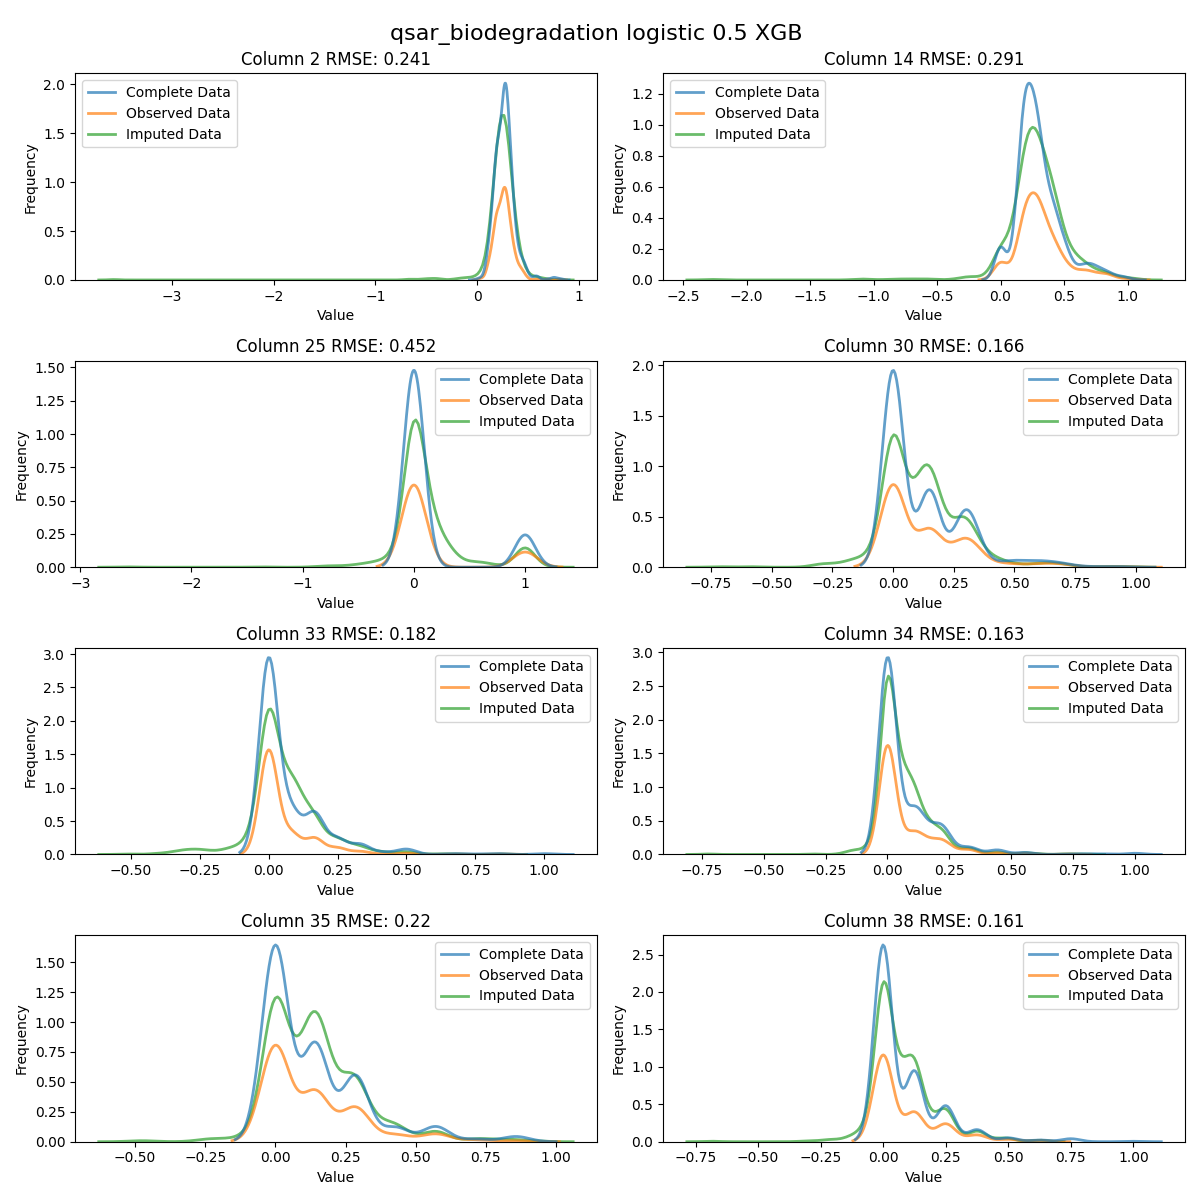 qsar_biodegradation logistic 0.5 XGB
Column 2 RMSE: 0.241
2.0
1.5
1.0
0.5
0.0
Frequency
Complete Data
Observed Data
Imputed Data
−3
−2
−1
0
1
Value
Column 14 RMSE: 0.291
1.2
1.0
0.8
0.6
0.4
0.2
0.0
Frequency
Complete Data
Observed Data
Imputed Data
−2.5
−2.0
−1.5
−1.0
−0.5
0.0
0.5
1.0
Value
Column 25 RMSE: 0.452
1.50
1.25
1.00
0.75
0.50
0.25
0.00
Frequency
Complete Data
Observed Data
Imputed Data
−3
−2
−1
0
1
Value
Column 30 RMSE: 0.166
2.0
1.5
1.0
0.5
0.0
Frequency
Complete Data
Observed Data
Imputed Data
−0.75
−0.50
−0.25
0.00
0.25
0.50
0.75
1.00
Value
Column 33 RMSE: 0.182
3.0
2.5
2.0
1.5
1.0
0.5
0.0
Frequency
Complete Data
Observed Data
Imputed Data
−0.50
−0.25
0.00
0.25
0.50
0.75
1.00
Value
Column 34 RMSE: 0.163
3.0
2.5
2.0
1.5
1.0
0.5
0.0
Frequency
Complete Data
Observed Data
Imputed Data
−0.75
−0.50
−0.25
0.00
0.25
0.50
0.75
1.00
Value
Column 35 RMSE: 0.22
1.50
1.25
1.00
0.75
0.50
0.25
0.00
Frequency
Complete Data
Observed Data
Imputed Data
−0.50
−0.25
0.00
0.25
0.50
0.75
1.00
Value
Column 38 RMSE: 0.161
2.5
2.0
1.5
1.0
0.5
0.0
Frequency
Complete Data
Observed Data
Imputed Data
−0.75
−0.50
−0.25
0.00
0.25
0.50
0.75
1.00
Value